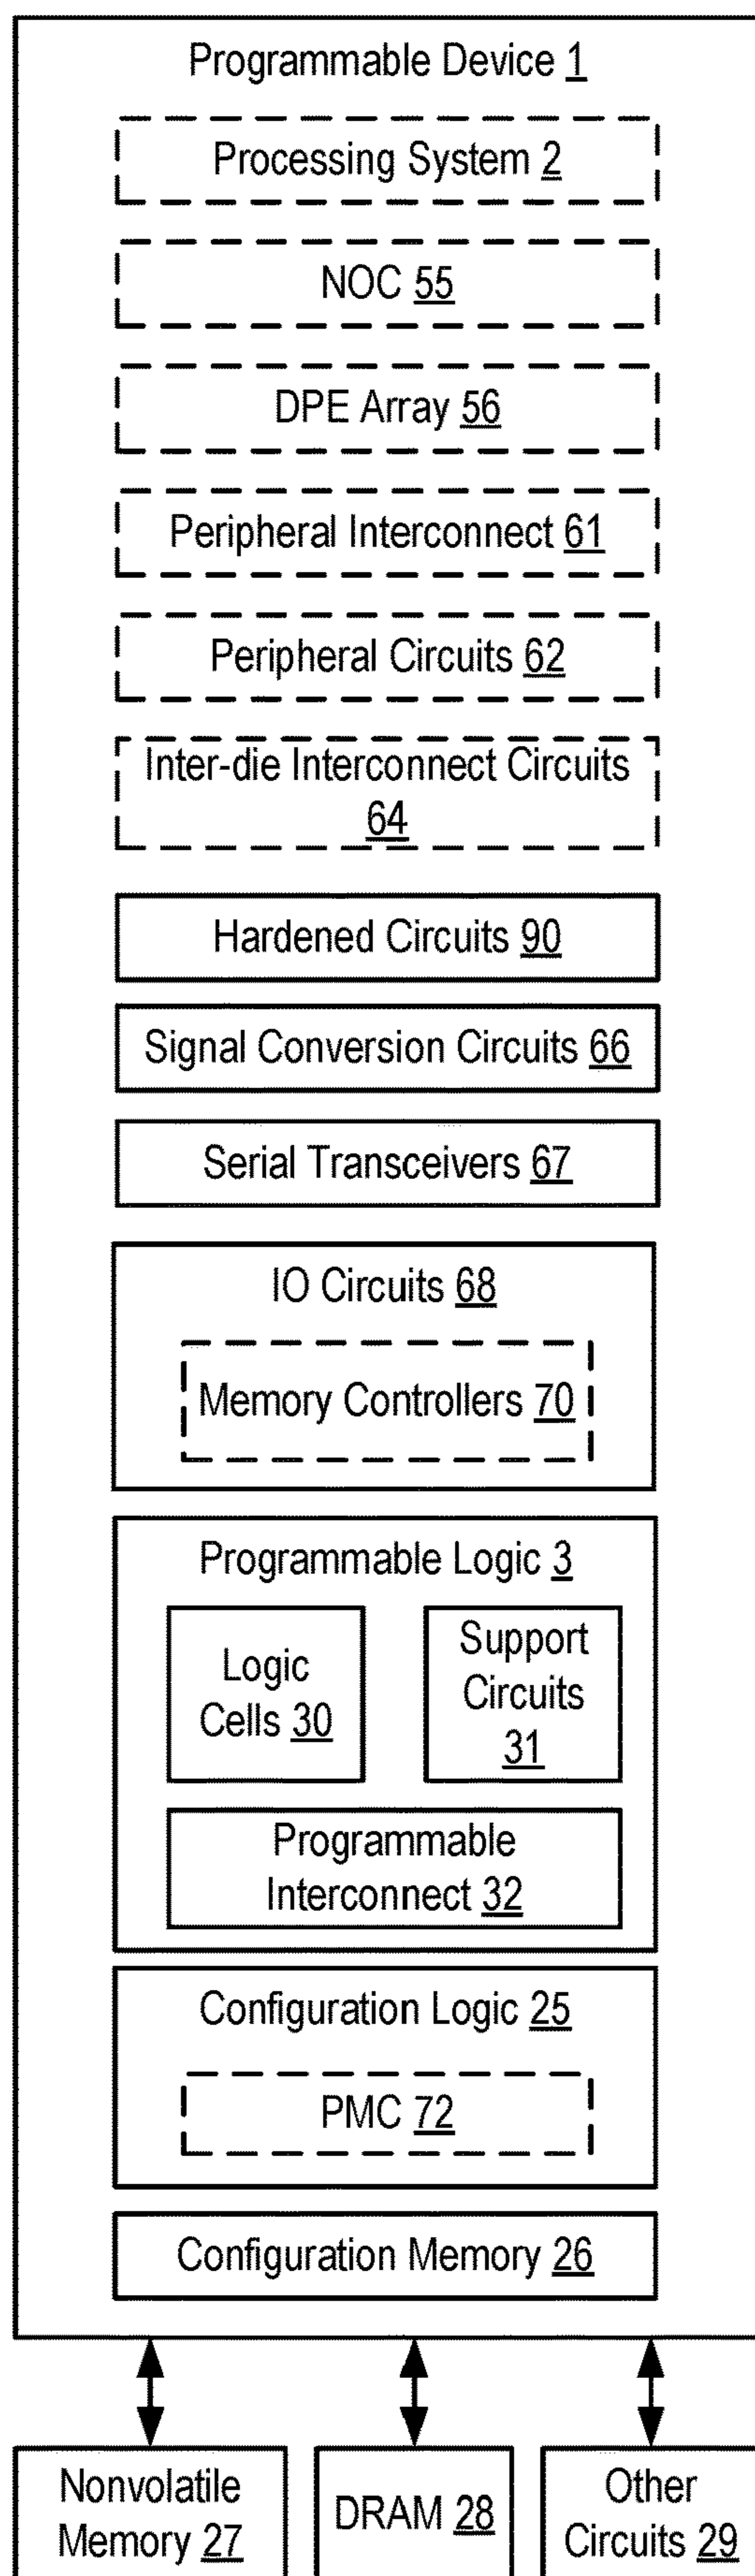 Programmable Device 1
Processing System 2
NOC 55
DPE Array 56
Peripheral Interconnect 61
Peripheral Circuits 62
Inter-die Interconnect Circuits
64
Hardened Circuits 90
Signal Conversion Circuits 66
Serial Transceivers 67
IO Circuits 68
Memory Controllers 70
Programmable Logic 3
Logic
Cells 30
Support
Circuits
31
Programmable
Interconnect 32
Configuration Logic 25
PMC 72
Configuration Memory 26
Nonvolatile
Memory 27
DRAM 28
Other
Circuits 29